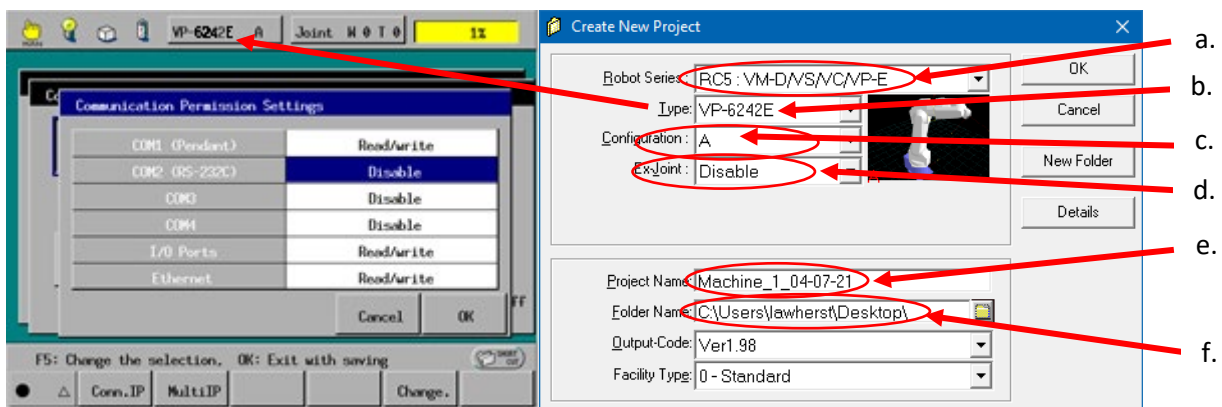 VP-6242E A
Joint W 0 T 0
1%
Communication Permission Settings
COM1 (Pendant) Read/write
COM2 (RS-232C) Disable
COM3 Disable
COM4 Disable
I/O Ports Read/write
Ethernet Read/write
Cancel OK
F5: Change the selection, OK: Exit with saving
SHORT CUT
Conn.IP MultiIP Change.
Create New Project
Robot Series: RC5 : VM-D/VS/VC/VP-E
Type: VP-6242E
Configuration : A
Ex-Joint : Disable
OK
Cancel
New Folder
Details
Project Name: Machine_1_04-07-21
Folder Name: C:\Users\lawherst\Desktop\
Output-Code: Ver1.98
Facility Type: 0 - Standard
a.
b.
c.
d.
e.
f.